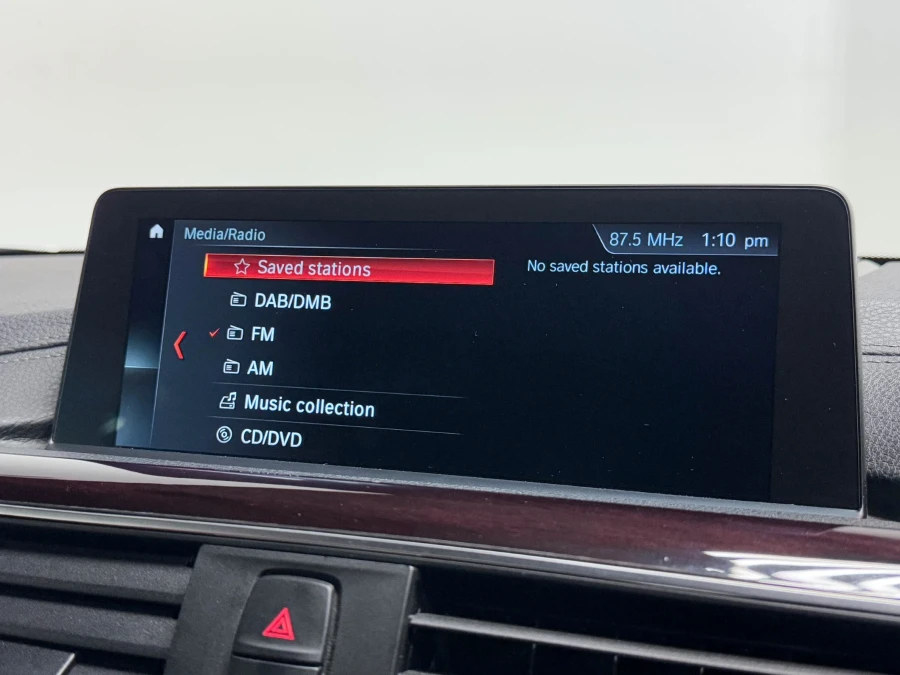 Media/Radio
87.5 MHz 1:10 pm
Saved stations
No saved stations available.
DAB/DMB
FM
AM
Music collection
CD/DVD